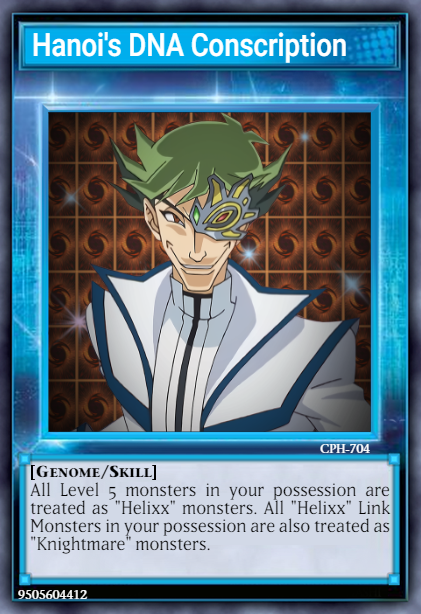 Hanoi's DNA Conscription
CPH-704
[Genome/Skill]
All Level 5 monsters in your possession are
treated as "Helixx" monsters. All "Helixx" Link
Monsters in your possession are also treated as
"Knightmare" monsters.
9505604412